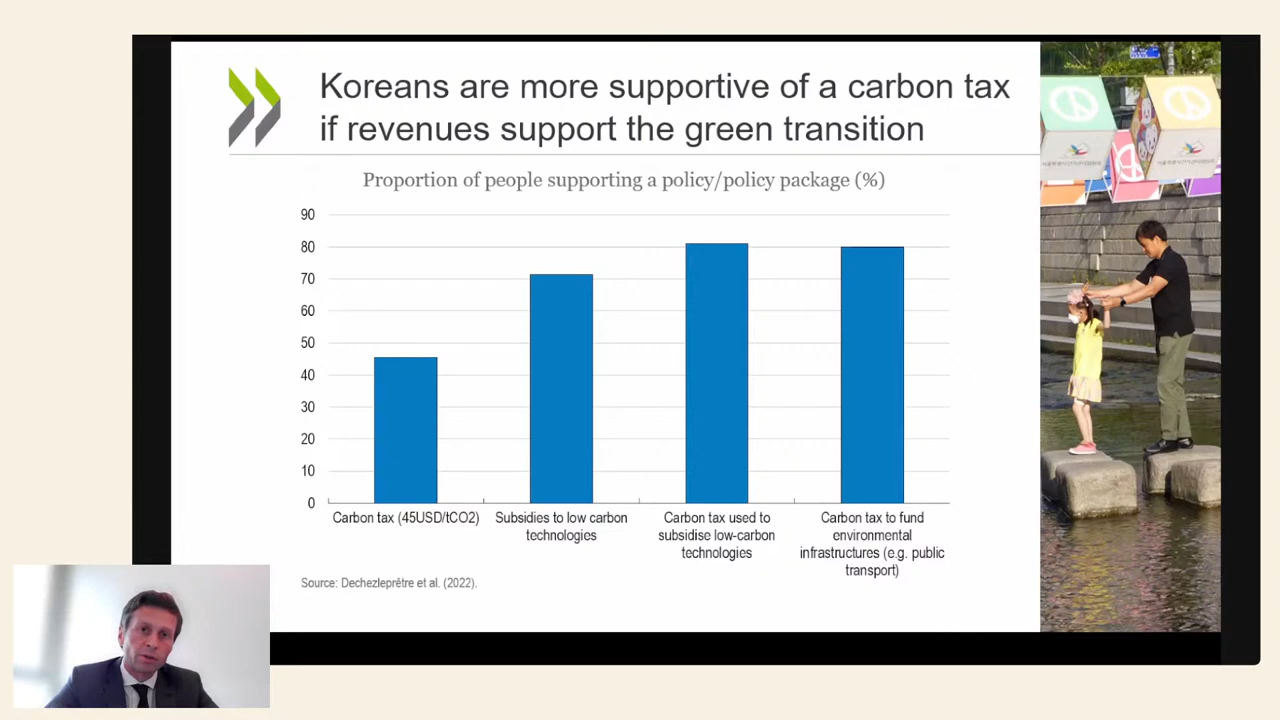 Koreans are more supportive of a carbon tax
if revenues support the green transition
Proportion of people supporting a policy/policy package (%)
90
80
70
60
50
40
30
20
10
0
Carbon tax (45USD/tCO2)
Subsidies to low carbon
technologies
Carbon tax used to
subsidise low-carbon
technologies
Carbon tax to fund
environmental
infrastructures (e.g. public
transport)
Source: Dechezleprêtre et al. (2022).